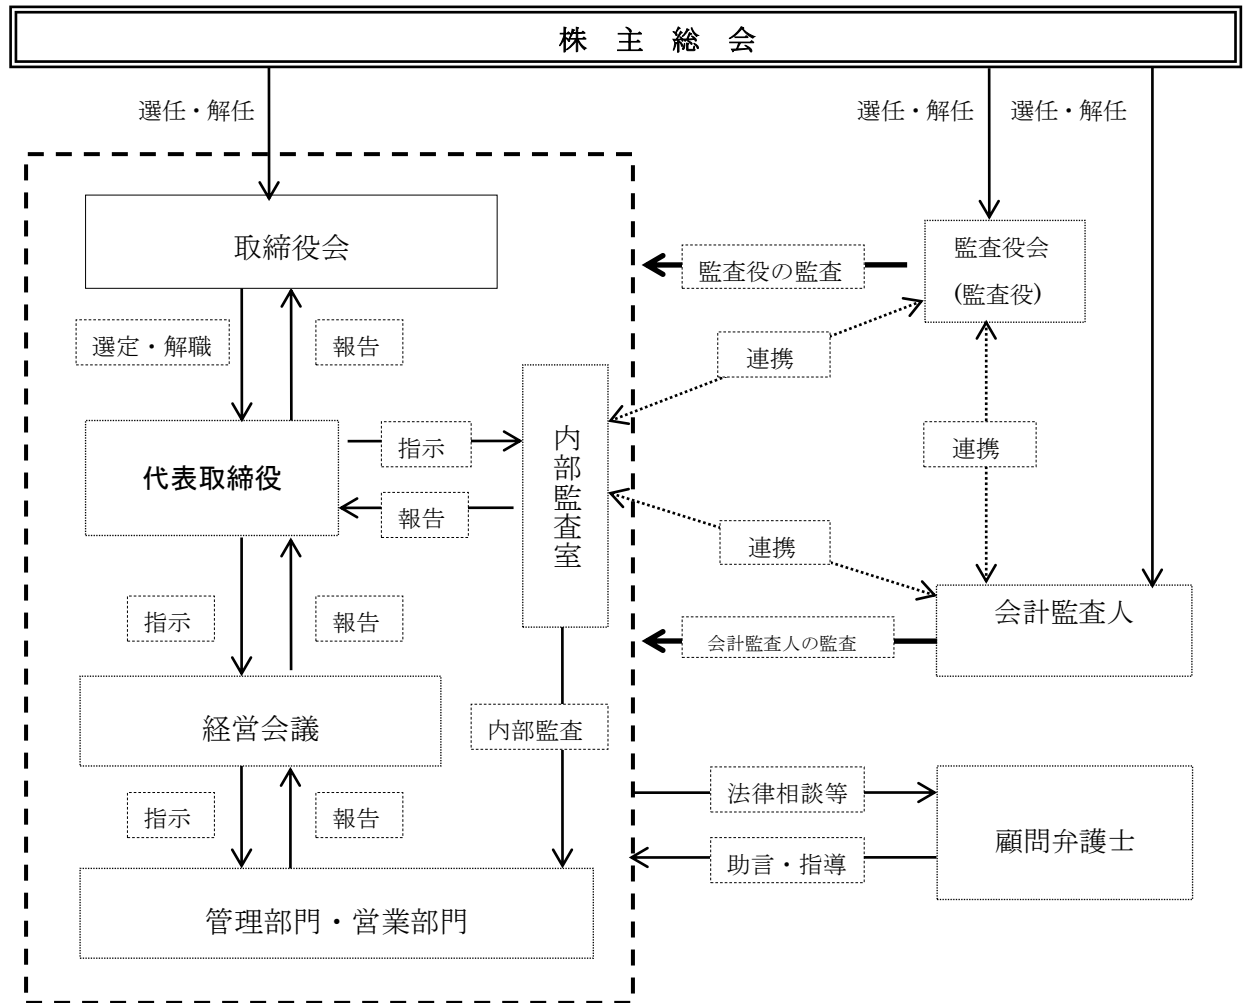 株 主 総 会
選任・解任
選任・解任
選任・解任
取締役会
監査役の監査
監査役会
(監査役)
選定・解職
報告
連携
内部監査室
連携
代表取締役
指示
報告
連携
指示
報告
会計監査人
会計監査人の監査
経営会議
内部監査
指示
報告
法律相談等
顧問弁護士
助言・指導
管理部門・営業部門